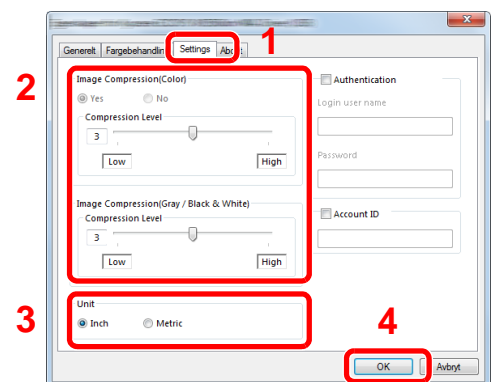 Generelt Fargebehandlin Settings About
1
2
Image Compression(Color)
Yes No
Compression Level
3
Low High
Image Compression(Gray / Black & White)
Compression Level
3
Low High
Authentication
Login user name
Password
Account ID
3
Unit
Inch Metric
4
OK Avbryt